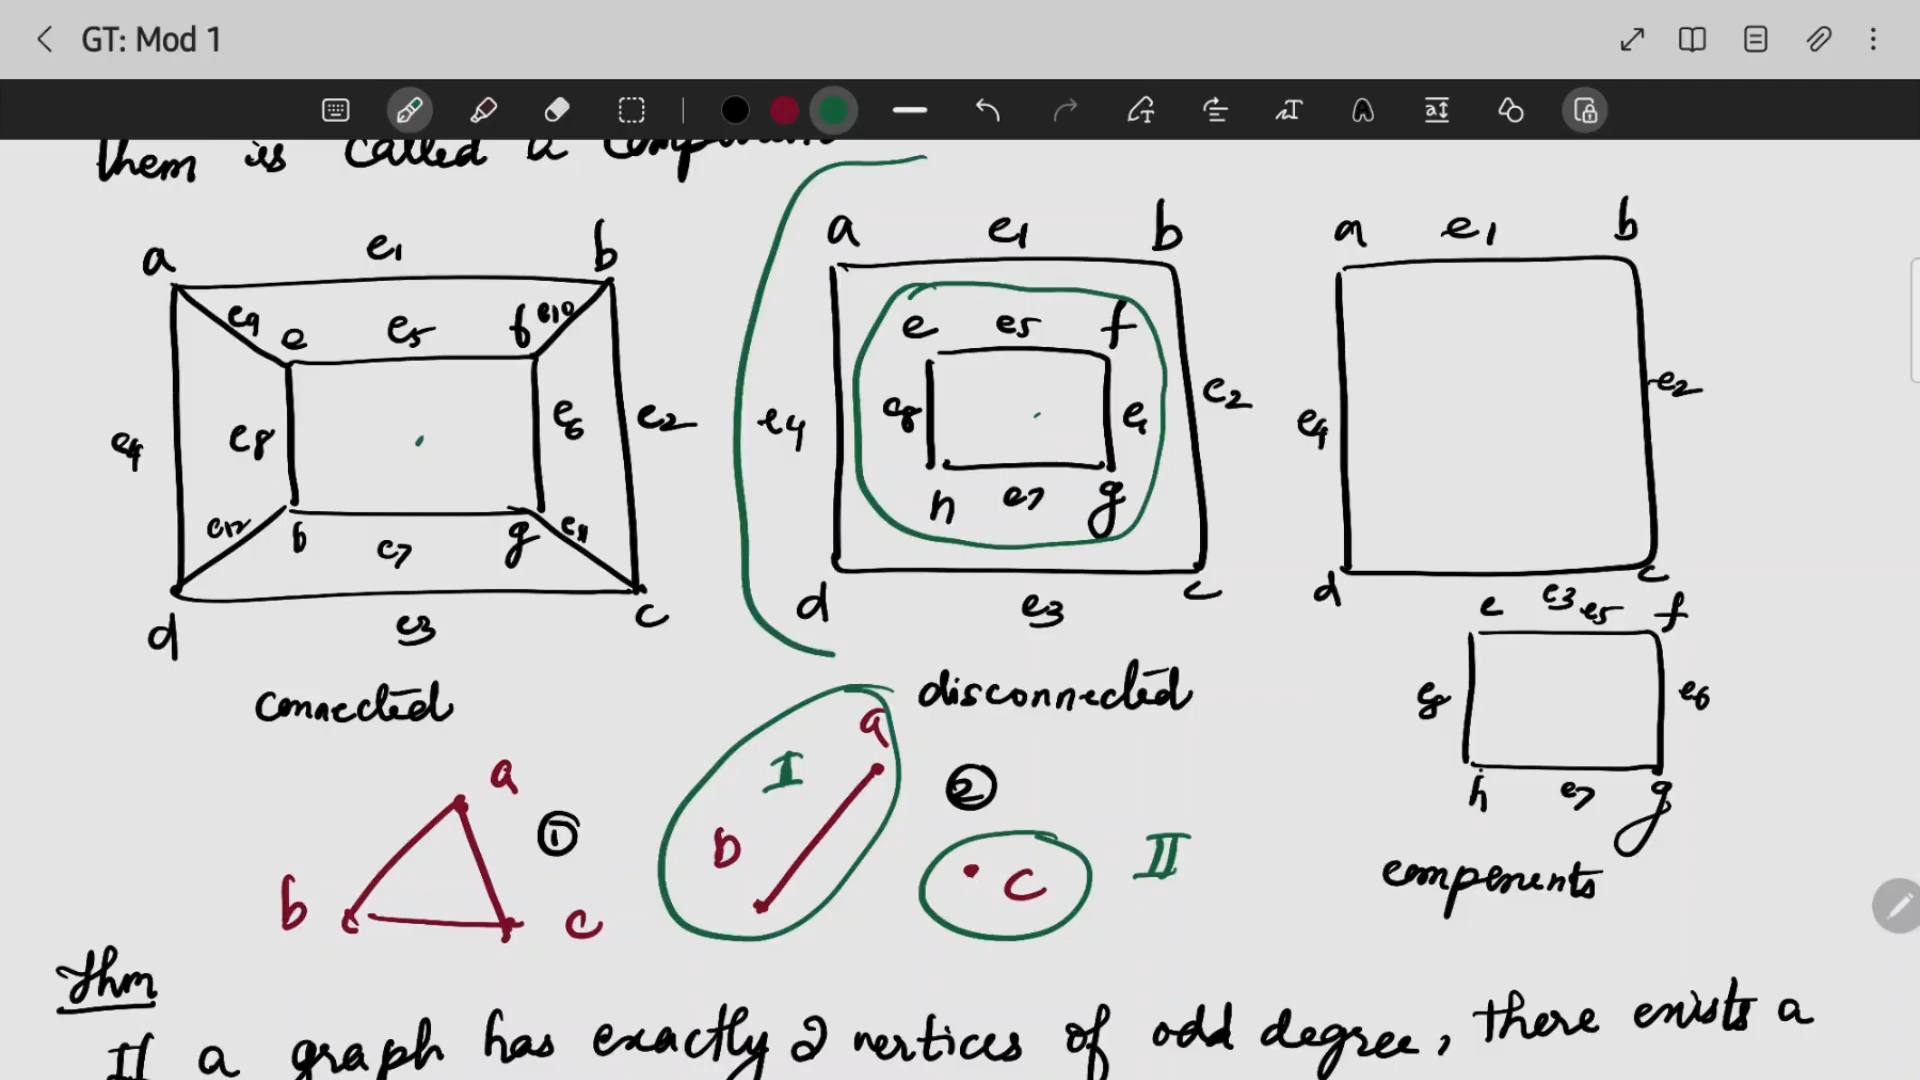 GT: Mod 1
them is called a component
a e1 b
a e1 b
a e1 b
e9 e e5 f e10
e e5 f
e4 e8 e6 e2
e4 e8 e2
e4 e2
e12 g e11
h e7 g
e7
d e3 c
d e3 c
d e3 c
e e5 f
e8 e6
h e7 g
connected
disconnected
components
a ①
b c
I a
b
② c II
Thm
If a graph has exactly 2 vertices of odd degree, there exists a